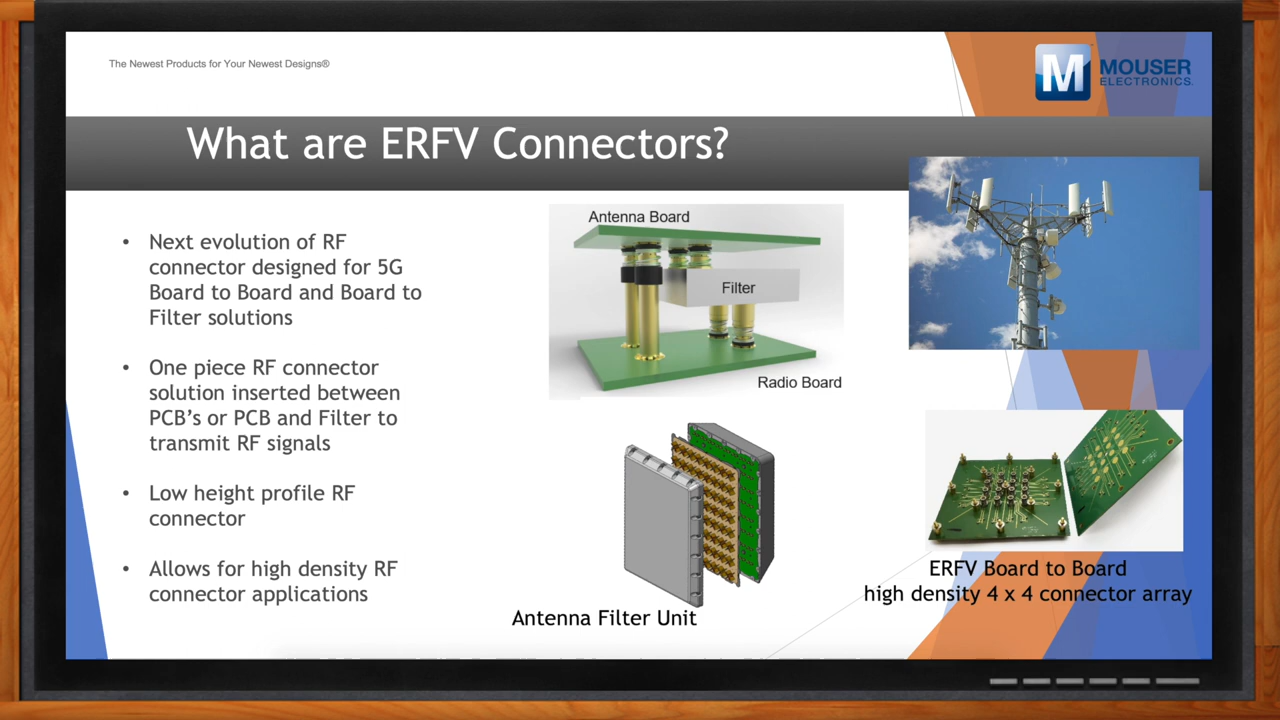 The Newest Products for Your Newest Designs®
M
MOUSER
ELECTRONICS.
What are ERFV Connectors?
• Next evolution of RF
connector designed for 5G
Board to Board and Board to
Filter solutions
• One piece RF connector
solution inserted between
PCB’s or PCB and Filter to
transmit RF signals
• Low height profile RF
connector
• Allows for high density RF
connector applications
Antenna Board
Filter
Radio Board
Antenna Filter Unit
ERFV Board to Board
high density 4 x 4 connector array